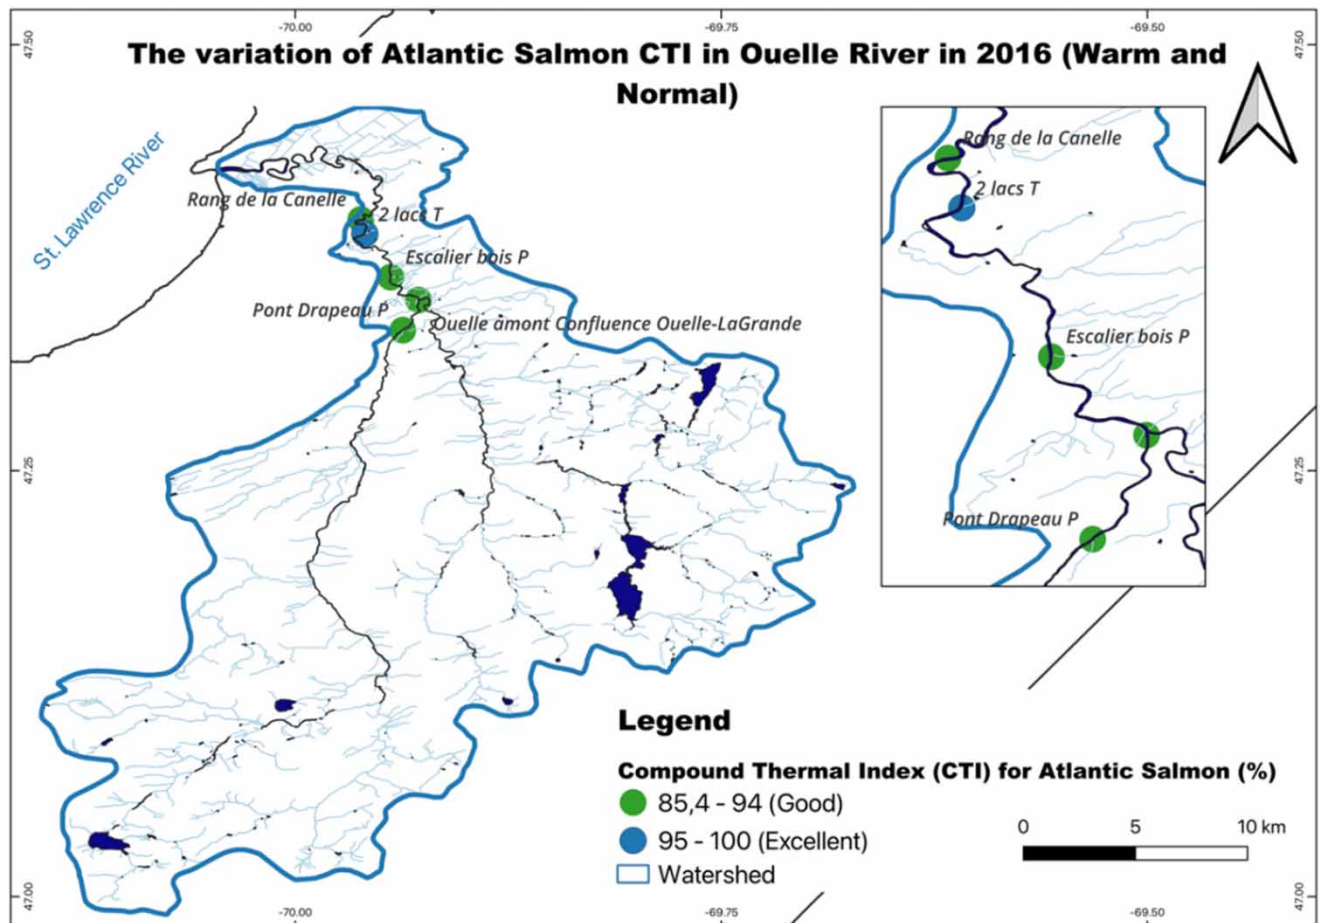 -70.00
-69.75
-69.50
47.50
47.50
The variation of Atlantic Salmon CTI in Ouelle River in 2016 (Warm and
Normal)
St. Lawrence River
Rang de la Canelle
2 lacs T
Escalier bois P
Pont Drapeau P
Ouelle amont Confluence Ouelle-LaGrande
Rang de la Canelle
2 lacs T
Escalier bois P
Pont Drapeau P
47.25
47.25
Legend
Compound Thermal Index (CTI) for Atlantic Salmon (%)
85,4 - 94 (Good)
95 - 100 (Excellent)
Watershed
0 5 10 km
47.00
47.00
-70.00
-69.75
-69.50